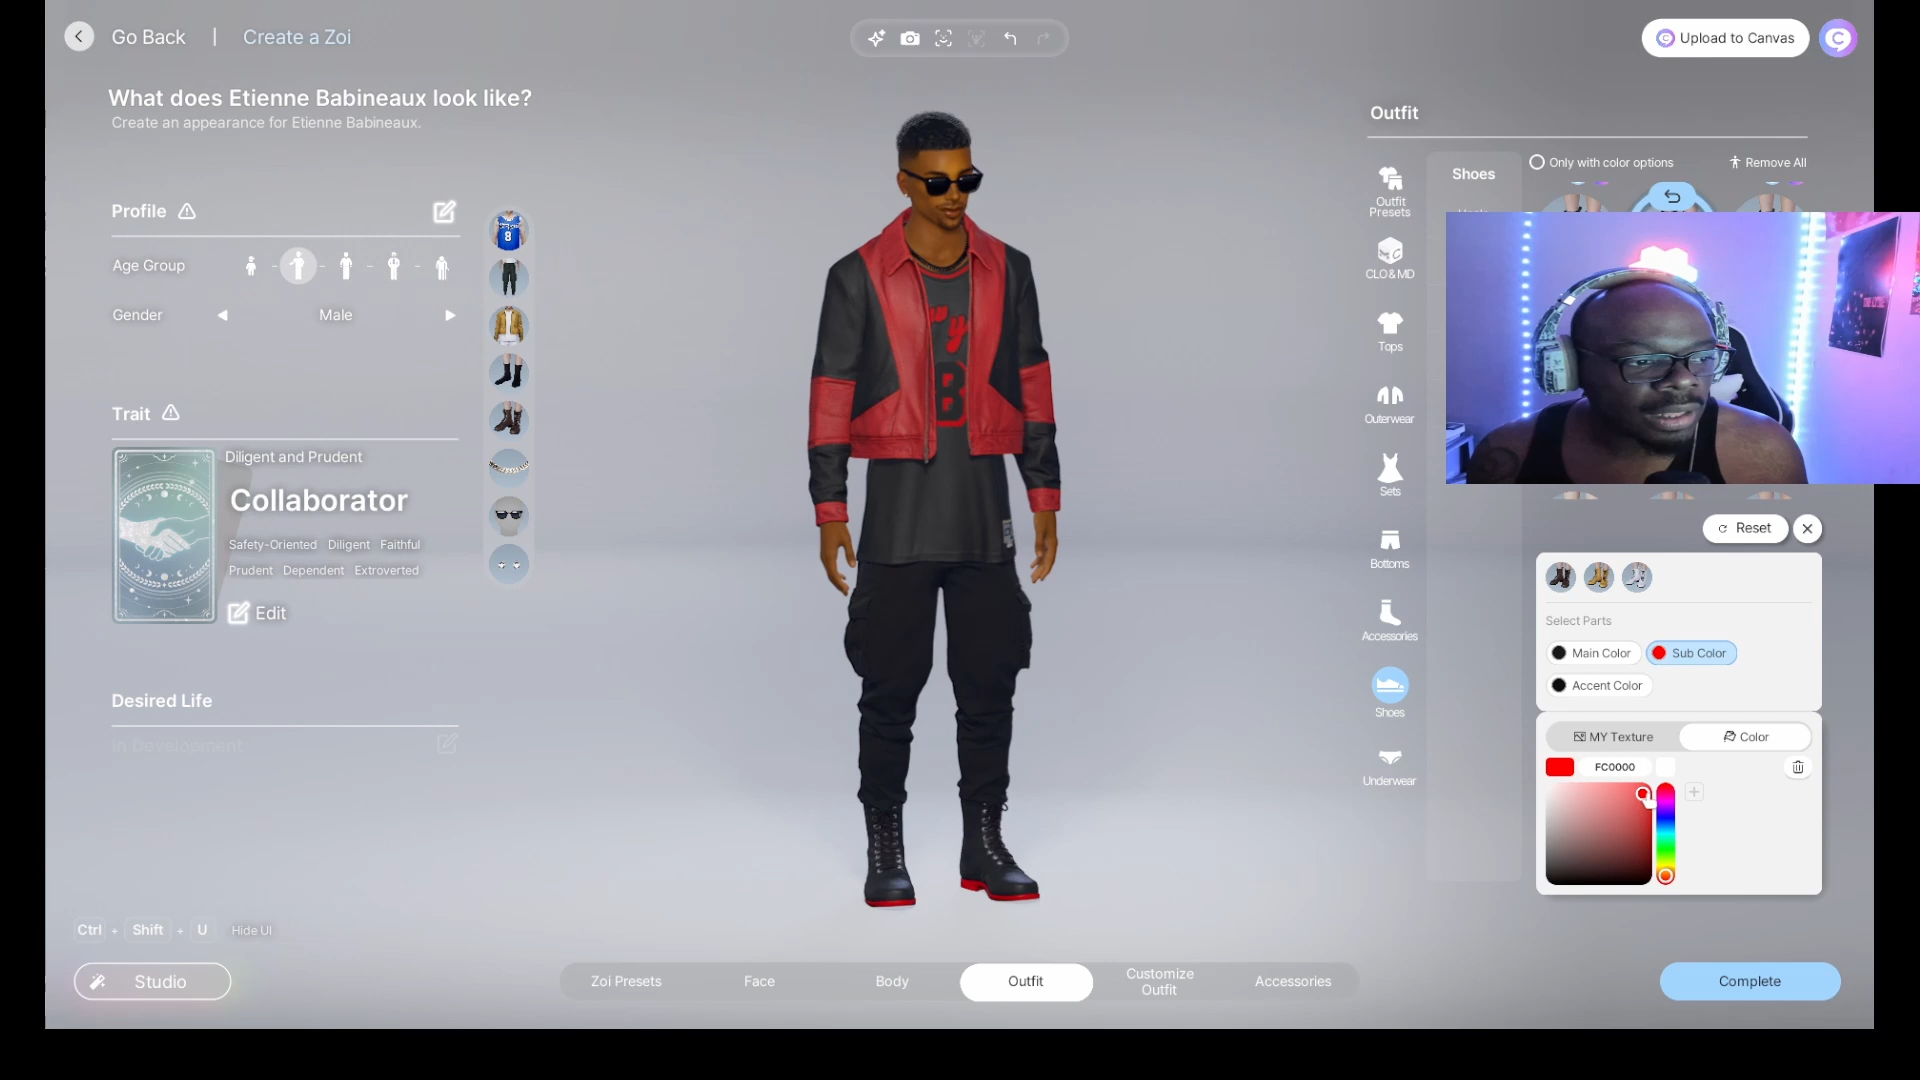 Go Back | Create a Zoi
Upload to Canvas
What does Etienne Babineaux look like?
Create an appearance for Etienne Babineaux.
Profile
Age Group
Gender
Male
Trait
Diligent and Prudent
Collaborator
Safety-Oriented Diligent Faithful
Prudent Dependent Extroverted
Edit
Desired Life
In Development
Ctrl + Shift + U Hide UI
Studio
8
B
Outfit
Outfit
Presets
CLO&MD
Tops
Outerwear
Sets
Bottoms
Accessories
Shoes
Underwear
Shoes
Only with color options
Remove All
Reset
Select Parts
Main Color
Sub Color
Accent Color
MY Texture
Color
FC0000
Zoi Presets
Face
Body
Outfit
Customize
Outfit
Accessories
Complete